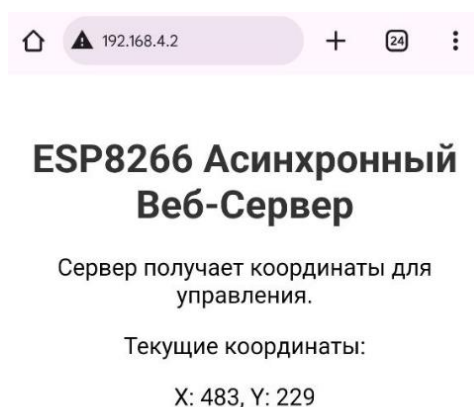 192.168.4.2
24
ESP8266 Асинхронный
Веб-Сервер
Сервер получает координаты для
управления.
Текущие координаты:
X: 483, Y: 229